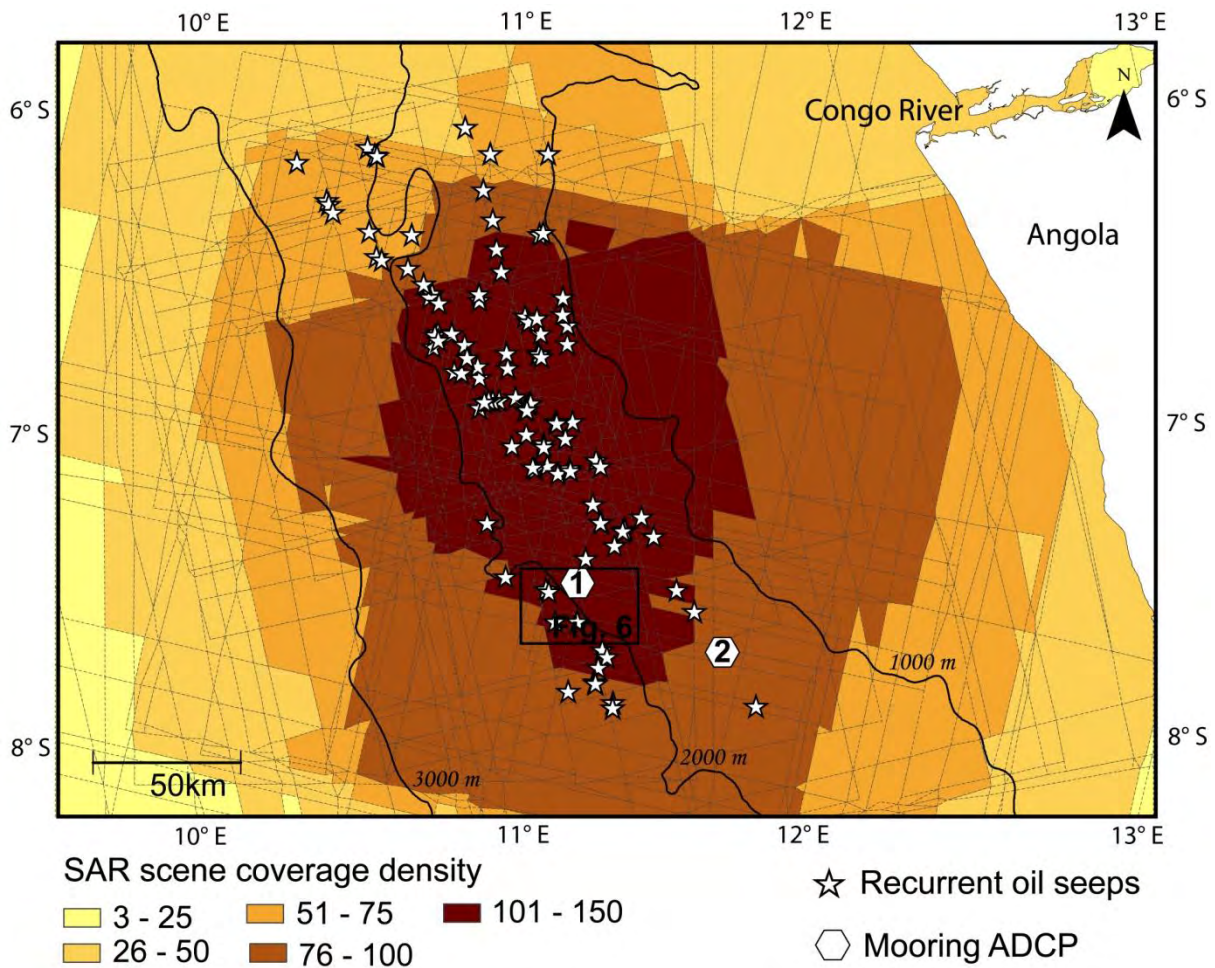 10° E 11° E 12° E 13° E
6° S 6° S
N
Congo River
Angola
7° S 7° S
1
Fig. 6
2
1000 m
8° S 8° S
2000 m
3000 m
50km
10° E 11° E 12° E 13° E
SAR scene coverage density
3 - 25 51 - 75 101 - 150
26 - 50 76 - 100
Recurrent oil seeps
Mooring ADCP